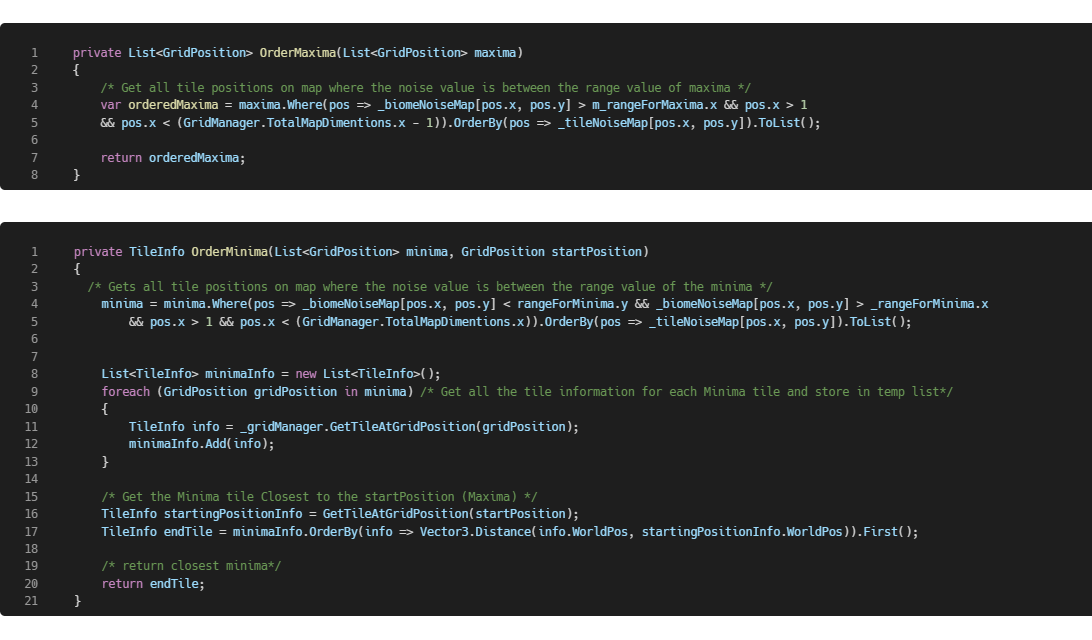 1 private List<GridPosition> OrderMaxima(List<GridPosition> maxima)
2 {
3 /* Get all tile positions on map where the noise value is between the range value of maxima */
4 var orderedMaxima = maxima.Where(pos => _biomeNoiseMap[pos.x, pos.y] > m_rangeForMaxima.x && pos.x > 1
5 && pos.x < (GridManager.TotalMapDimentions.x - 1)).OrderBy(pos => _tileNoiseMap[pos.x, pos.y]).ToList();
6
7 return orderedMaxima;
8 }
1 private TileInfo OrderMinima(List<GridPosition> minima, GridPosition startPosition)
2 {
3 /* Gets all tile positions on map where the noise value is between the range value of the minima */
4 minima = minima.Where(pos => _biomeNoiseMap[pos.x, pos.y] < rangeForMinima.y && _biomeNoiseMap[pos.x, pos.y] > _rangeForMinima.x
5 && pos.x > 1 && pos.x < (GridManager.TotalMapDimentions.x)).OrderBy(pos => _tileNoiseMap[pos.x, pos.y]).ToList();
6
7
8 List<TileInfo> minimaInfo = new List<TileInfo>();
9 foreach (GridPosition gridPosition in minima) /* Get all the tile information for each Minima tile and store in temp list*/
10 {
11 TileInfo info = _gridManager.GetTileAtGridPosition(gridPosition);
12 minimaInfo.Add(info);
13 }
14
15 /* Get the Minima tile Closest to the startPosition (Maxima) */
16 TileInfo startingPositionInfo = GetTileAtGridPosition(startPosition);
17 TileInfo endTile = minimaInfo.OrderBy(info => Vector3.Distance(info.WorldPos, startingPositionInfo.WorldPos)).First();
18
19 /* return closest minima*/
20 return endTile;
21 }